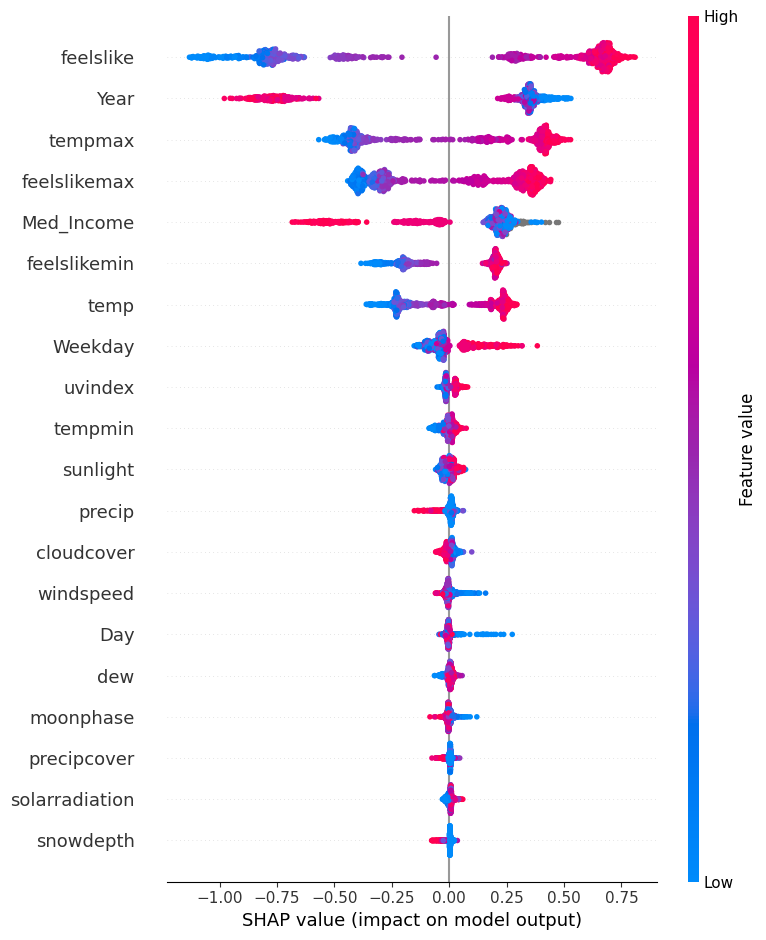 High
feelslike
Year
tempmax
feelslikemax
Med_Income
feelslikemin
temp
Weekday
uvindex
tempmin
sunlight
precip
cloudcover
windspeed
Day
dew
moonphase
precipcover
solarradiation
snowdepth
Feature value
Low
−1.00 −0.75 −0.50 −0.25 0.00 0.25 0.50 0.75
SHAP value (impact on model output)